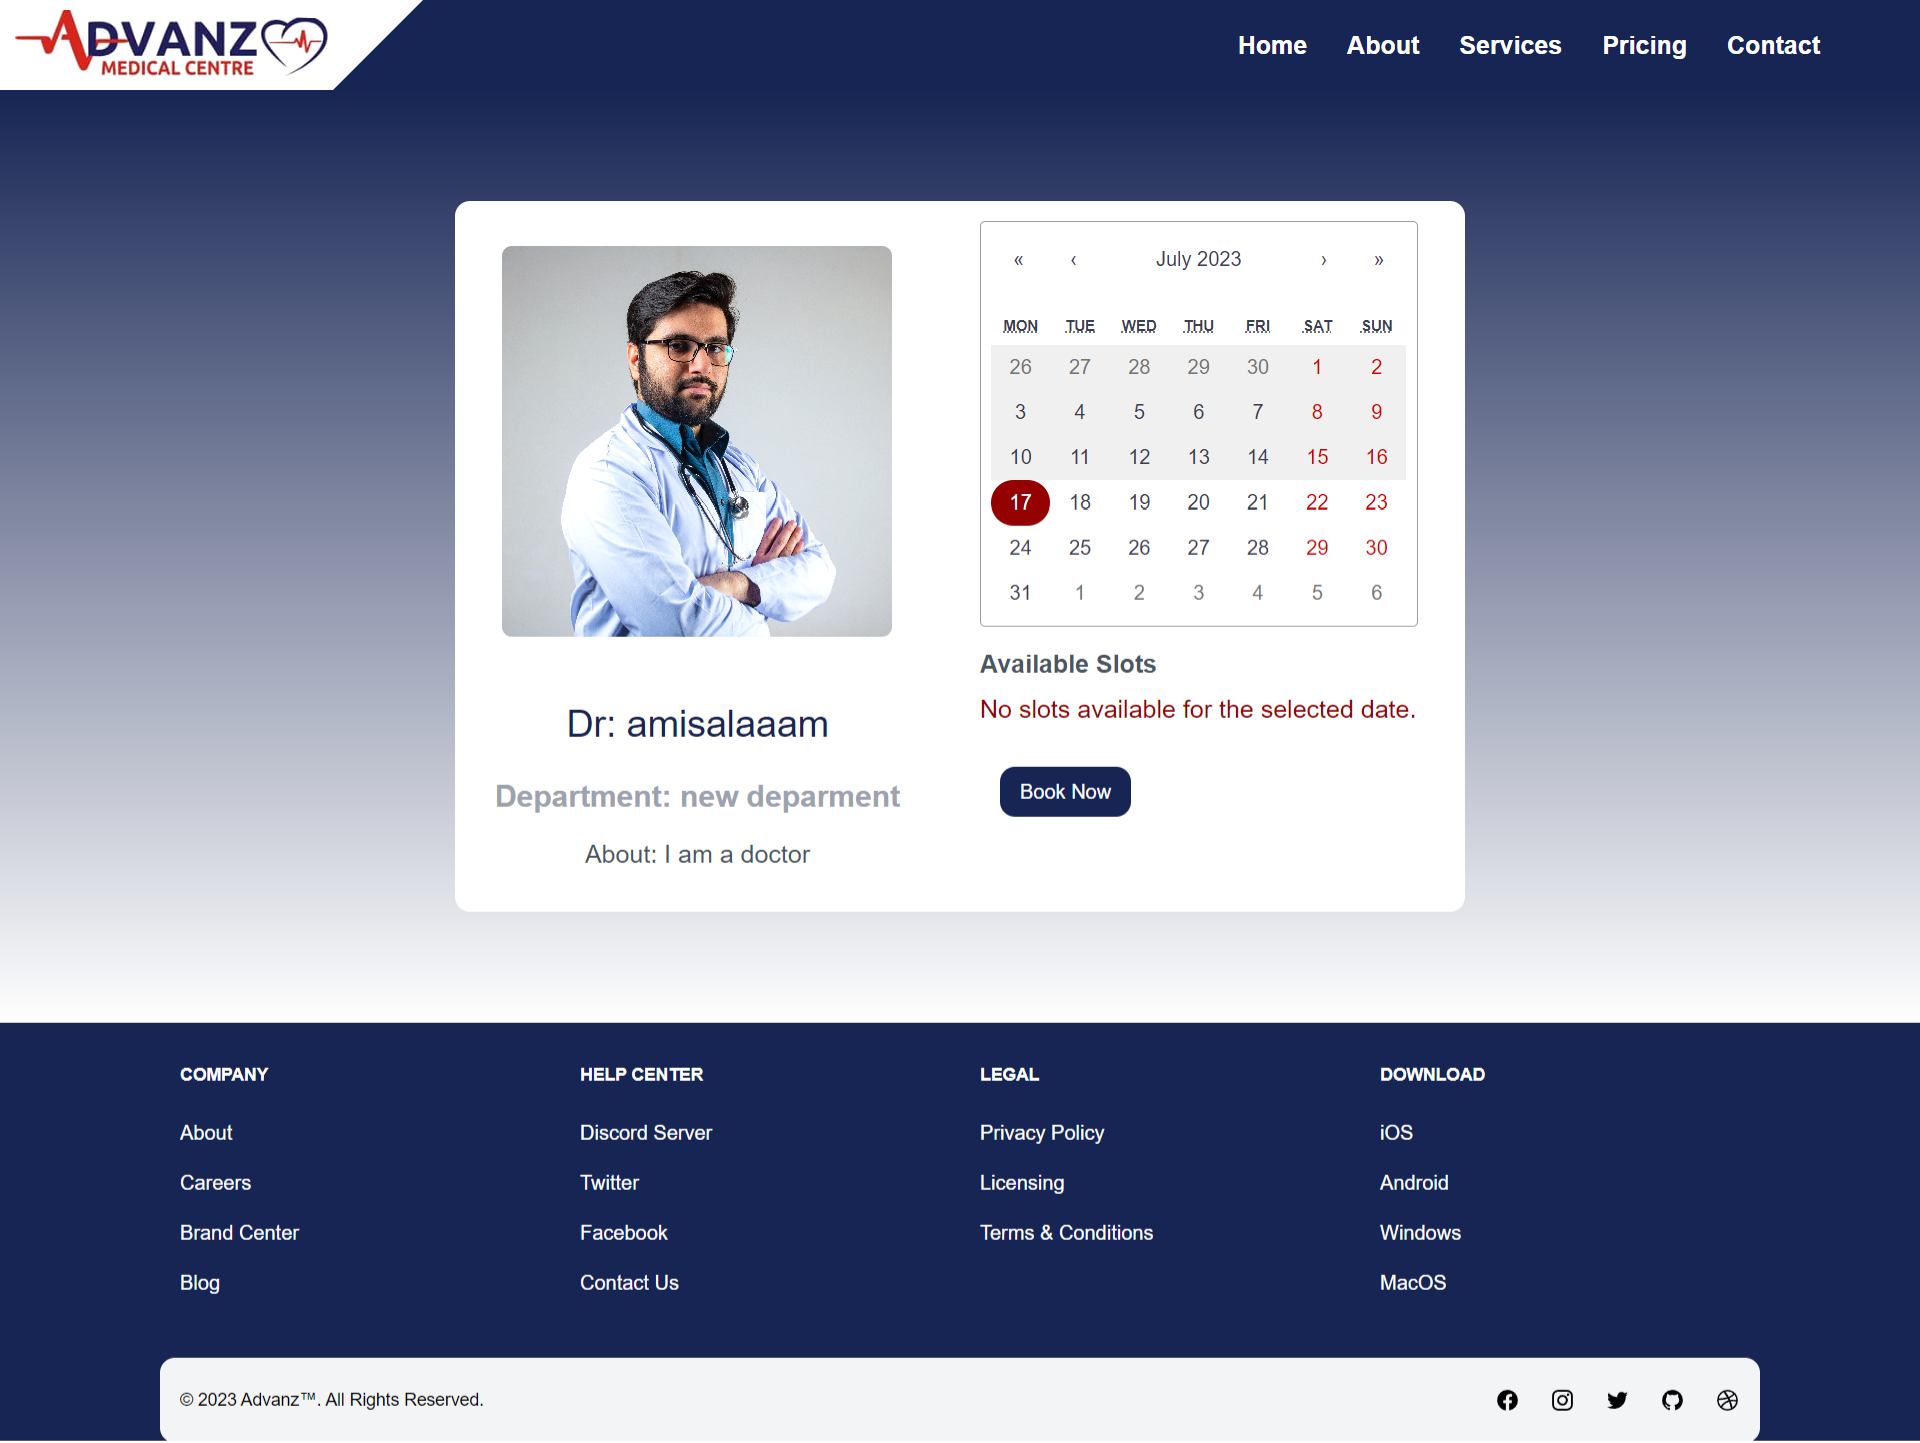 ADVANZ
MEDICAL CENTRE
Home About Services Pricing Contact
« ‹ July 2023 › »
MON TUE WED THU FRI SAT SUN
26 27 28 29 30 1 2
3 4 5 6 7 8 9
10 11 12 13 14 15 16
17 18 19 20 21 22 23
24 25 26 27 28 29 30
31 1 2 3 4 5 6
Available Slots
No slots available for the selected date.
Book Now
Dr: amisalaaam
Department: new deparment
About: I am a doctor
COMPANY
About
Careers
Brand Center
Blog
HELP CENTER
Discord Server
Twitter
Facebook
Contact Us
LEGAL
Privacy Policy
Licensing
Terms & Conditions
DOWNLOAD
iOS
Android
Windows
MacOS
© 2023 Advanz™. All Rights Reserved.